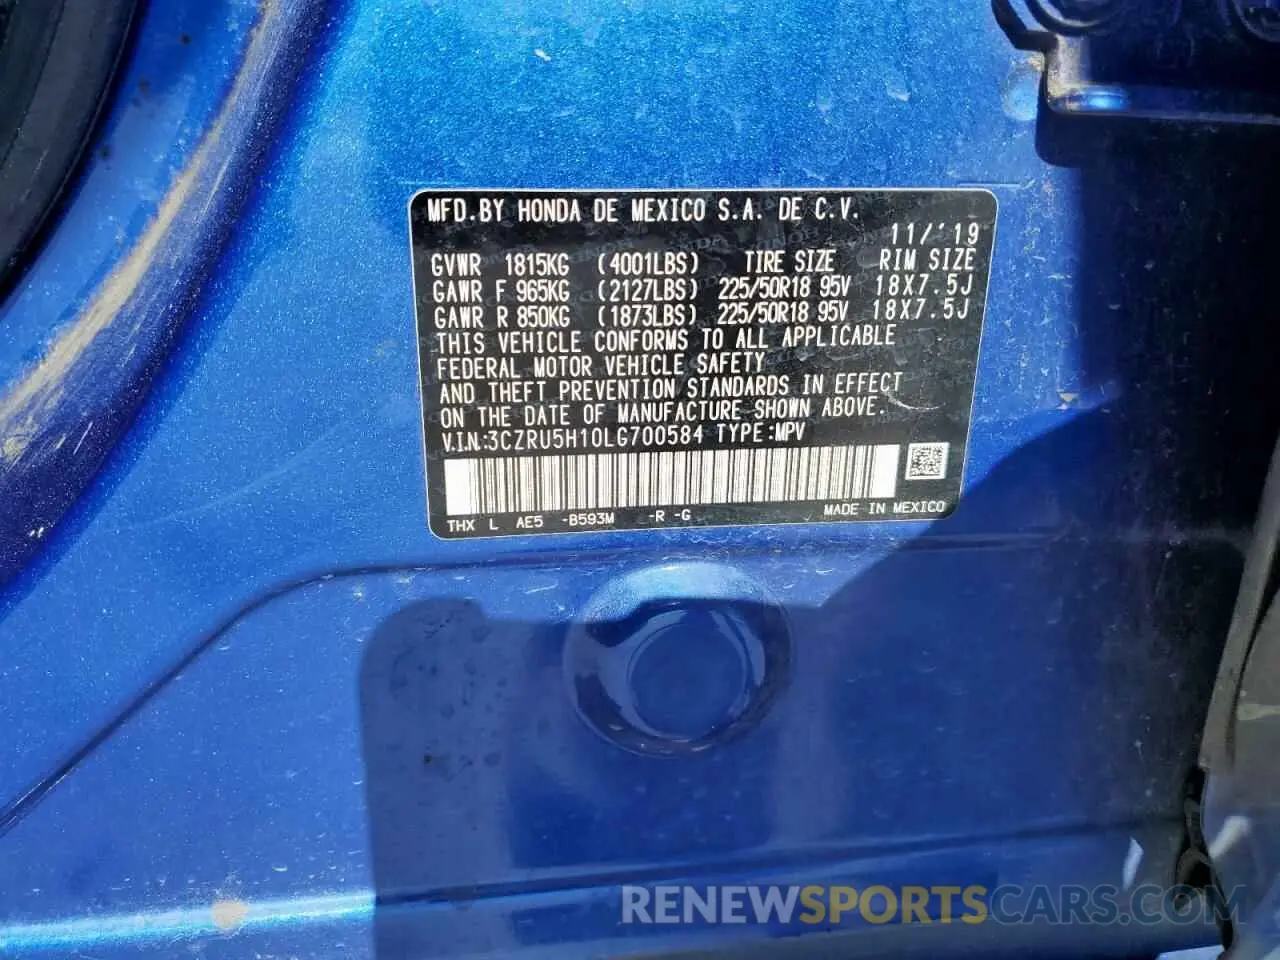 MFD.BY HONDA DE MEXICO S.A. DE C.V.
11/'19
GVWR 1815KG (4001LBS) TIRE SIZE RIM SIZE
GAWR F 965KG (2127LBS) 225/50R18 95V 18X7.5J
GAWR R 850KG (1873LBS) 225/50R18 95V 18X7.5J
THIS VEHICLE CONFORMS TO ALL APPLICABLE
FEDERAL MOTOR VEHICLE SAFETY
AND THEFT PREVENTION STANDARDS IN EFFECT
ON THE DATE OF MANUFACTURE SHOWN ABOVE.
V.I.N.:3CZRU5H10LG700584 TYPE:MPV
THX L AE5 -B593M -R -G MADE IN MEXICO
RENEWSPORTSCARS.COM